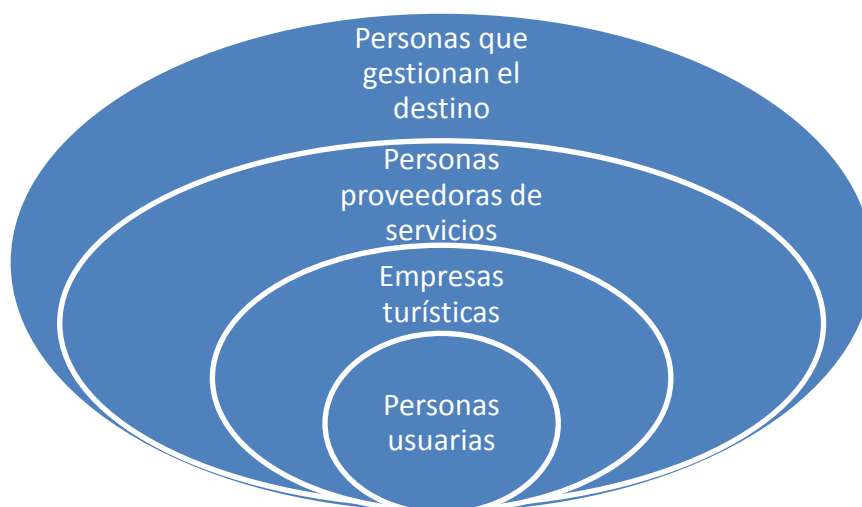 Personas que
gestionan el
destino
Personas
proveedoras de
servicios
Empresas
turísticas
Personas
usuarias